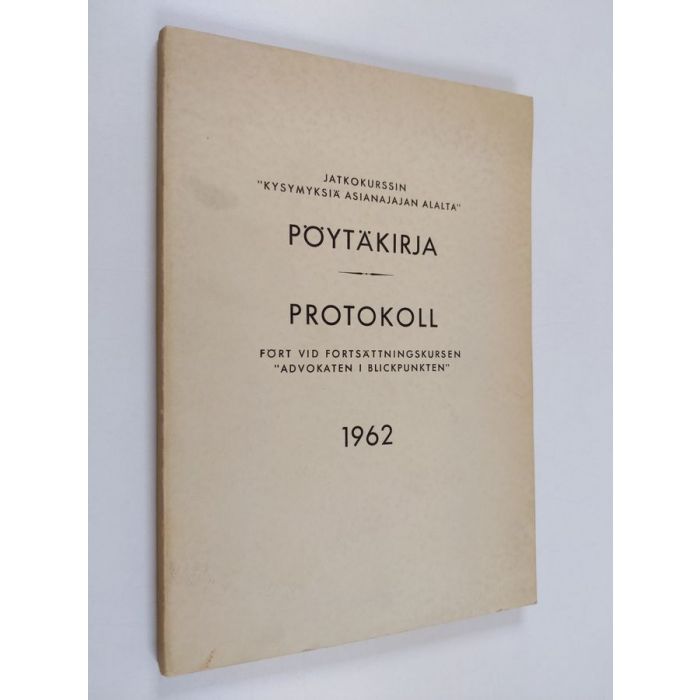 JATKOKURSSIN
"KYSYMYKSIÄ ASIANAJAJAN ALALTA"
PÖYTÄKIRJA
PROTOKOLL
FÖRT VID FORTSÄTTNINGSKURSEN
"ADVOKATEN I BLICKPUNKTEN"
1962